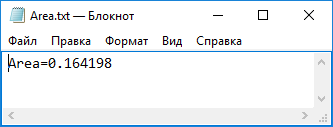 Area.txt — Блокнот
Файл Правка Формат Вид Справка
Area=0.164198